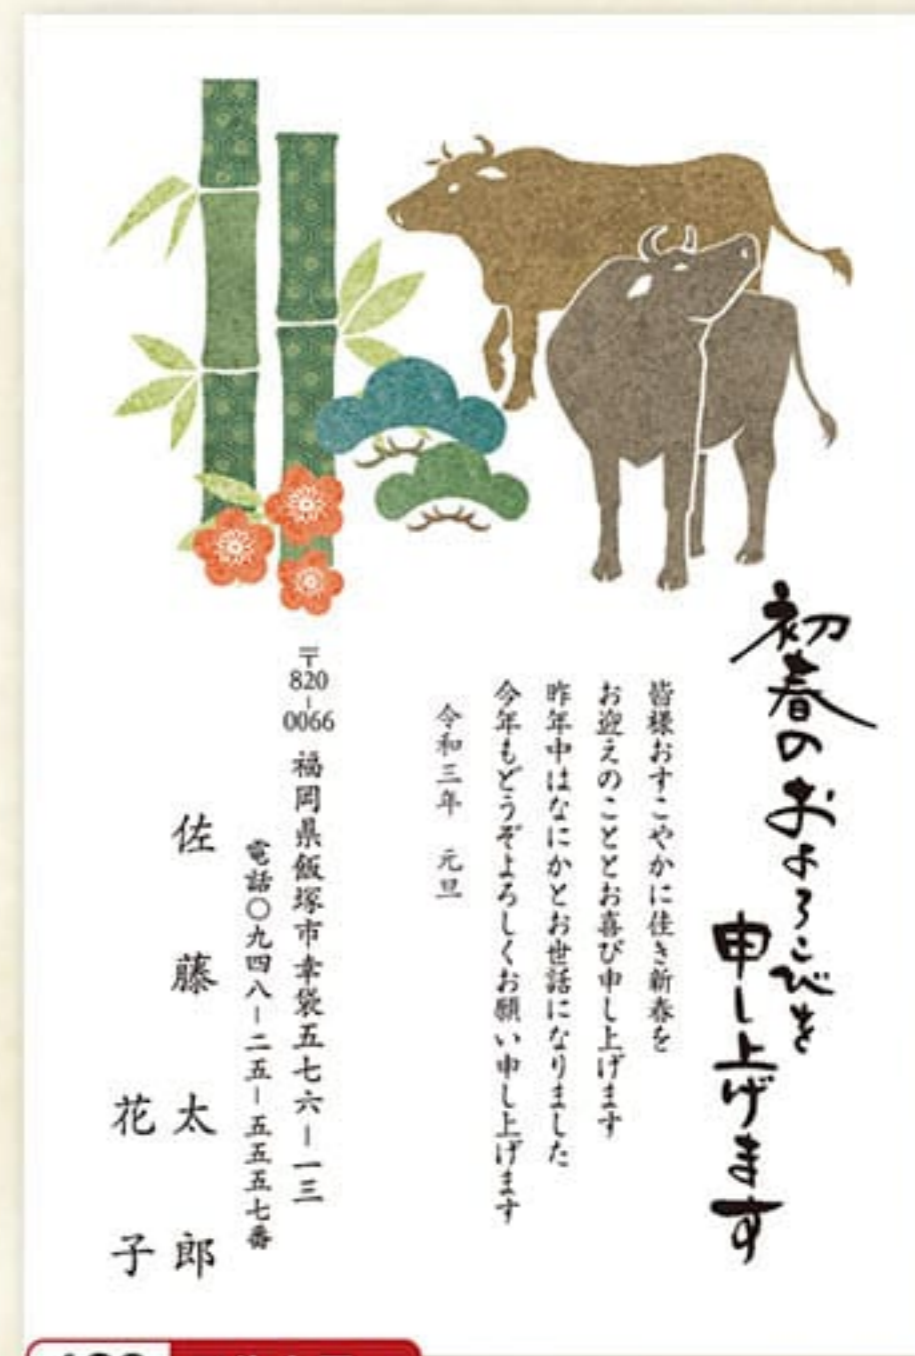 初春のおよろこびを
申し上げます
皆様おすこやかに佳き新春を
お迎えのこととお喜び申し上げます
昨年中はなにかとお世話になりました
今年もどうぞよろしくお願い申し上げます
令和三年 元旦
〒820-0066 福岡県飯塚市幸袋五七六－一三
電話〇九四八－二五－五五五七番
佐藤 太郎
花子